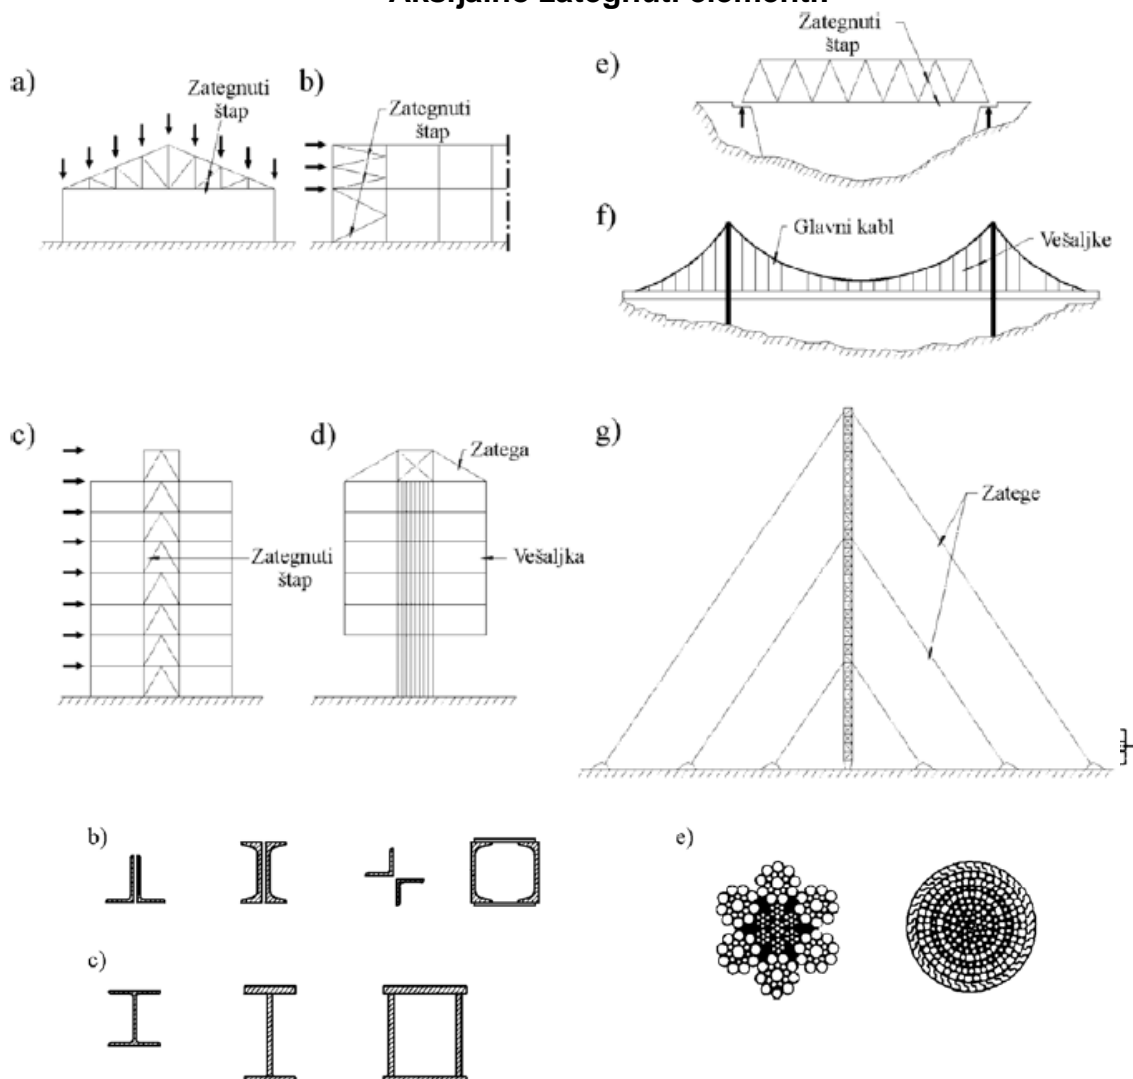 Aksijalno zategnuti elementi
Zategnuti
štap
e)
a)
Zategnuti
štap
b)
Zategnuti
štap
f)
Glavni kabl
Vešaljke
c)
d)
Zatega
g)
Zatege
Zategnuti
štap
Vešaljka
b)
e)
c)